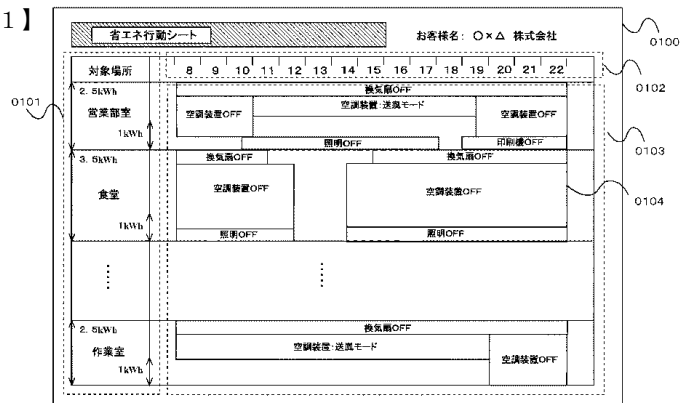 1】
省エネ行動シート
お客様名： ○×△ 株式会社
0100
対象場所
8 9 10 11 12 13 14 15 16 17 18 19 20 21 22
0102
0101
2.5kWh
換気扇OFF
営業部室
空調装置OFF
空調装置：送風モード
空調装置OFF
1kWh
照明OFF
印刷機OFF
0103
3.5kWh
換気扇OFF
換気扇OFF
食堂
空調装置OFF
空調装置OFF
0104
1kWh
照明OFF
照明OFF
2.5kWh
換気扇OFF
作業室
空調装置：送風モード
空調装置OFF
1kWh